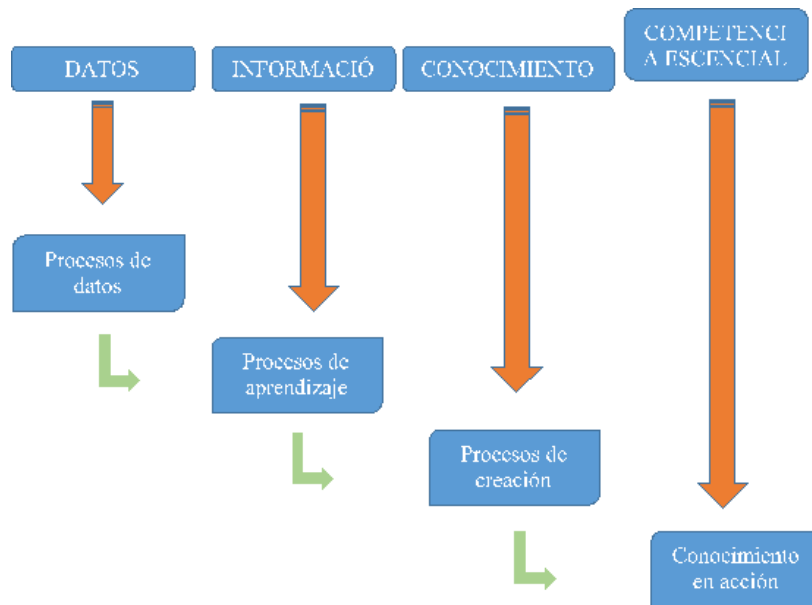 COMPETENCI
A ESCENCIAL
DATOS
INFORMACIÓ
CONOCIMIENTO
Procesos de
datos
Procesos de
aprendizaje
Procesos de
creación
Conocimiento
en acción